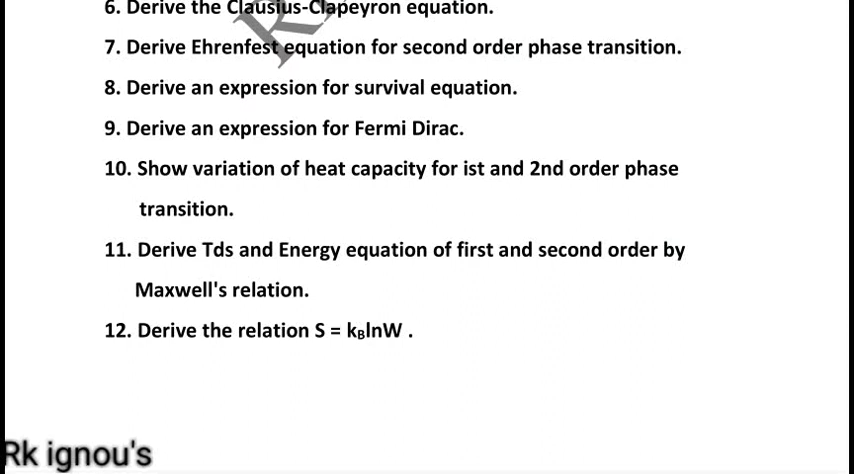 6. Derive the Clausius-Clapeyron equation.
7. Derive Ehrenfest equation for second order phase transition.
8. Derive an expression for survival equation.
9. Derive an expression for Fermi Dirac.
10. Show variation of heat capacity for ist and 2nd order phase
transition.
11. Derive Tds and Energy equation of first and second order by
Maxwell's relation.
12. Derive the relation S = kBlnW .
Rk ignou's